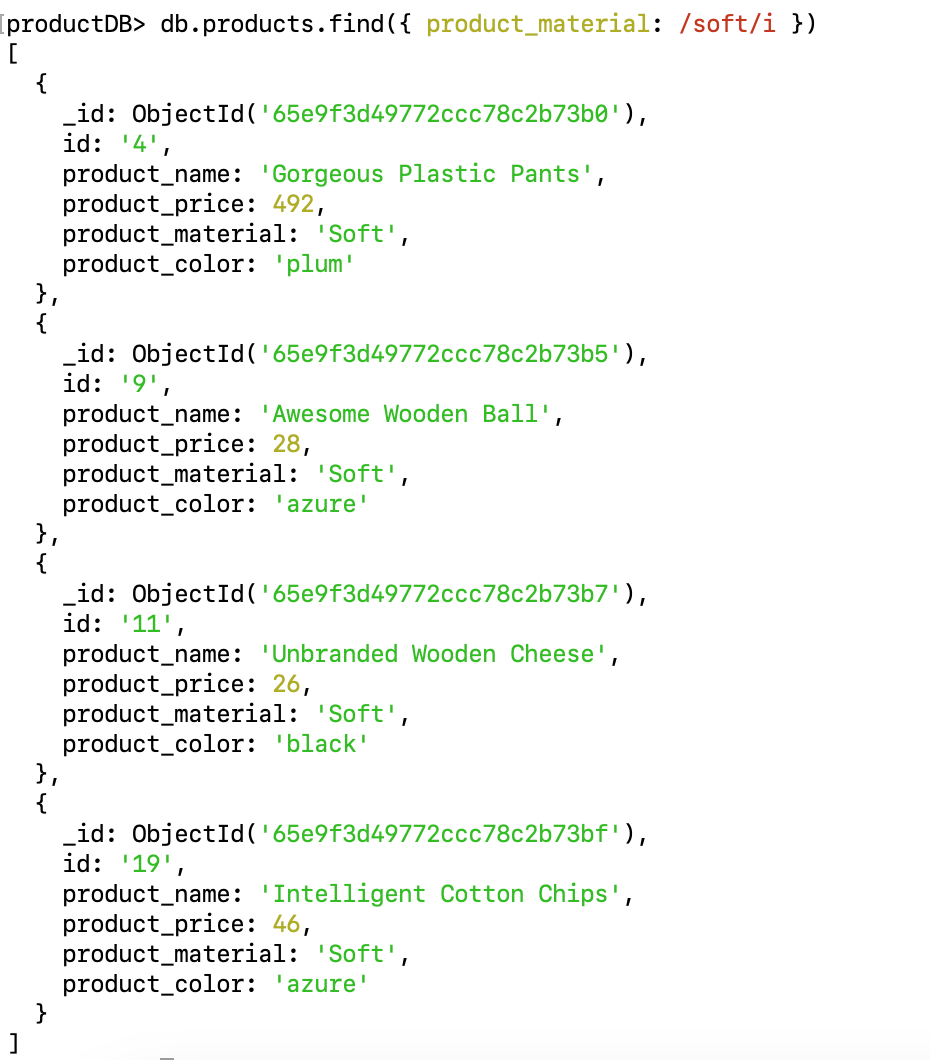 [productDB> db.products.find({ product_material: /soft/i })
[
  {
    _id: ObjectId('65e9f3d49772ccc78c2b73b0'),
    id: '4',
    product_name: 'Gorgeous Plastic Pants',
    product_price: 492,
    product_material: 'Soft',
    product_color: 'plum'
  },
  {
    _id: ObjectId('65e9f3d49772ccc78c2b73b5'),
    id: '9',
    product_name: 'Awesome Wooden Ball',
    product_price: 28,
    product_material: 'Soft',
    product_color: 'azure'
  },
  {
    _id: ObjectId('65e9f3d49772ccc78c2b73b7'),
    id: '11',
    product_name: 'Unbranded Wooden Cheese',
    product_price: 26,
    product_material: 'Soft',
    product_color: 'black'
  },
  {
    _id: ObjectId('65e9f3d49772ccc78c2b73bf'),
    id: '19',
    product_name: 'Intelligent Cotton Chips',
    product_price: 46,
    product_material: 'Soft',
    product_color: 'azure'
  }
]